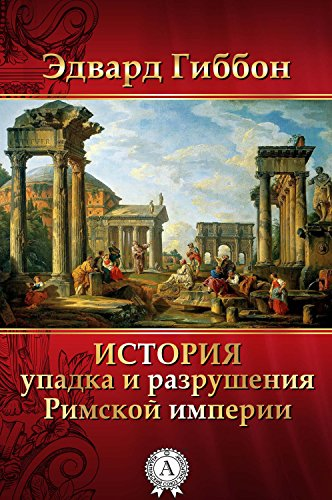 Эдвард Гиббон
ИСТОРИЯ
упадка и разрушения
Римской империи
А